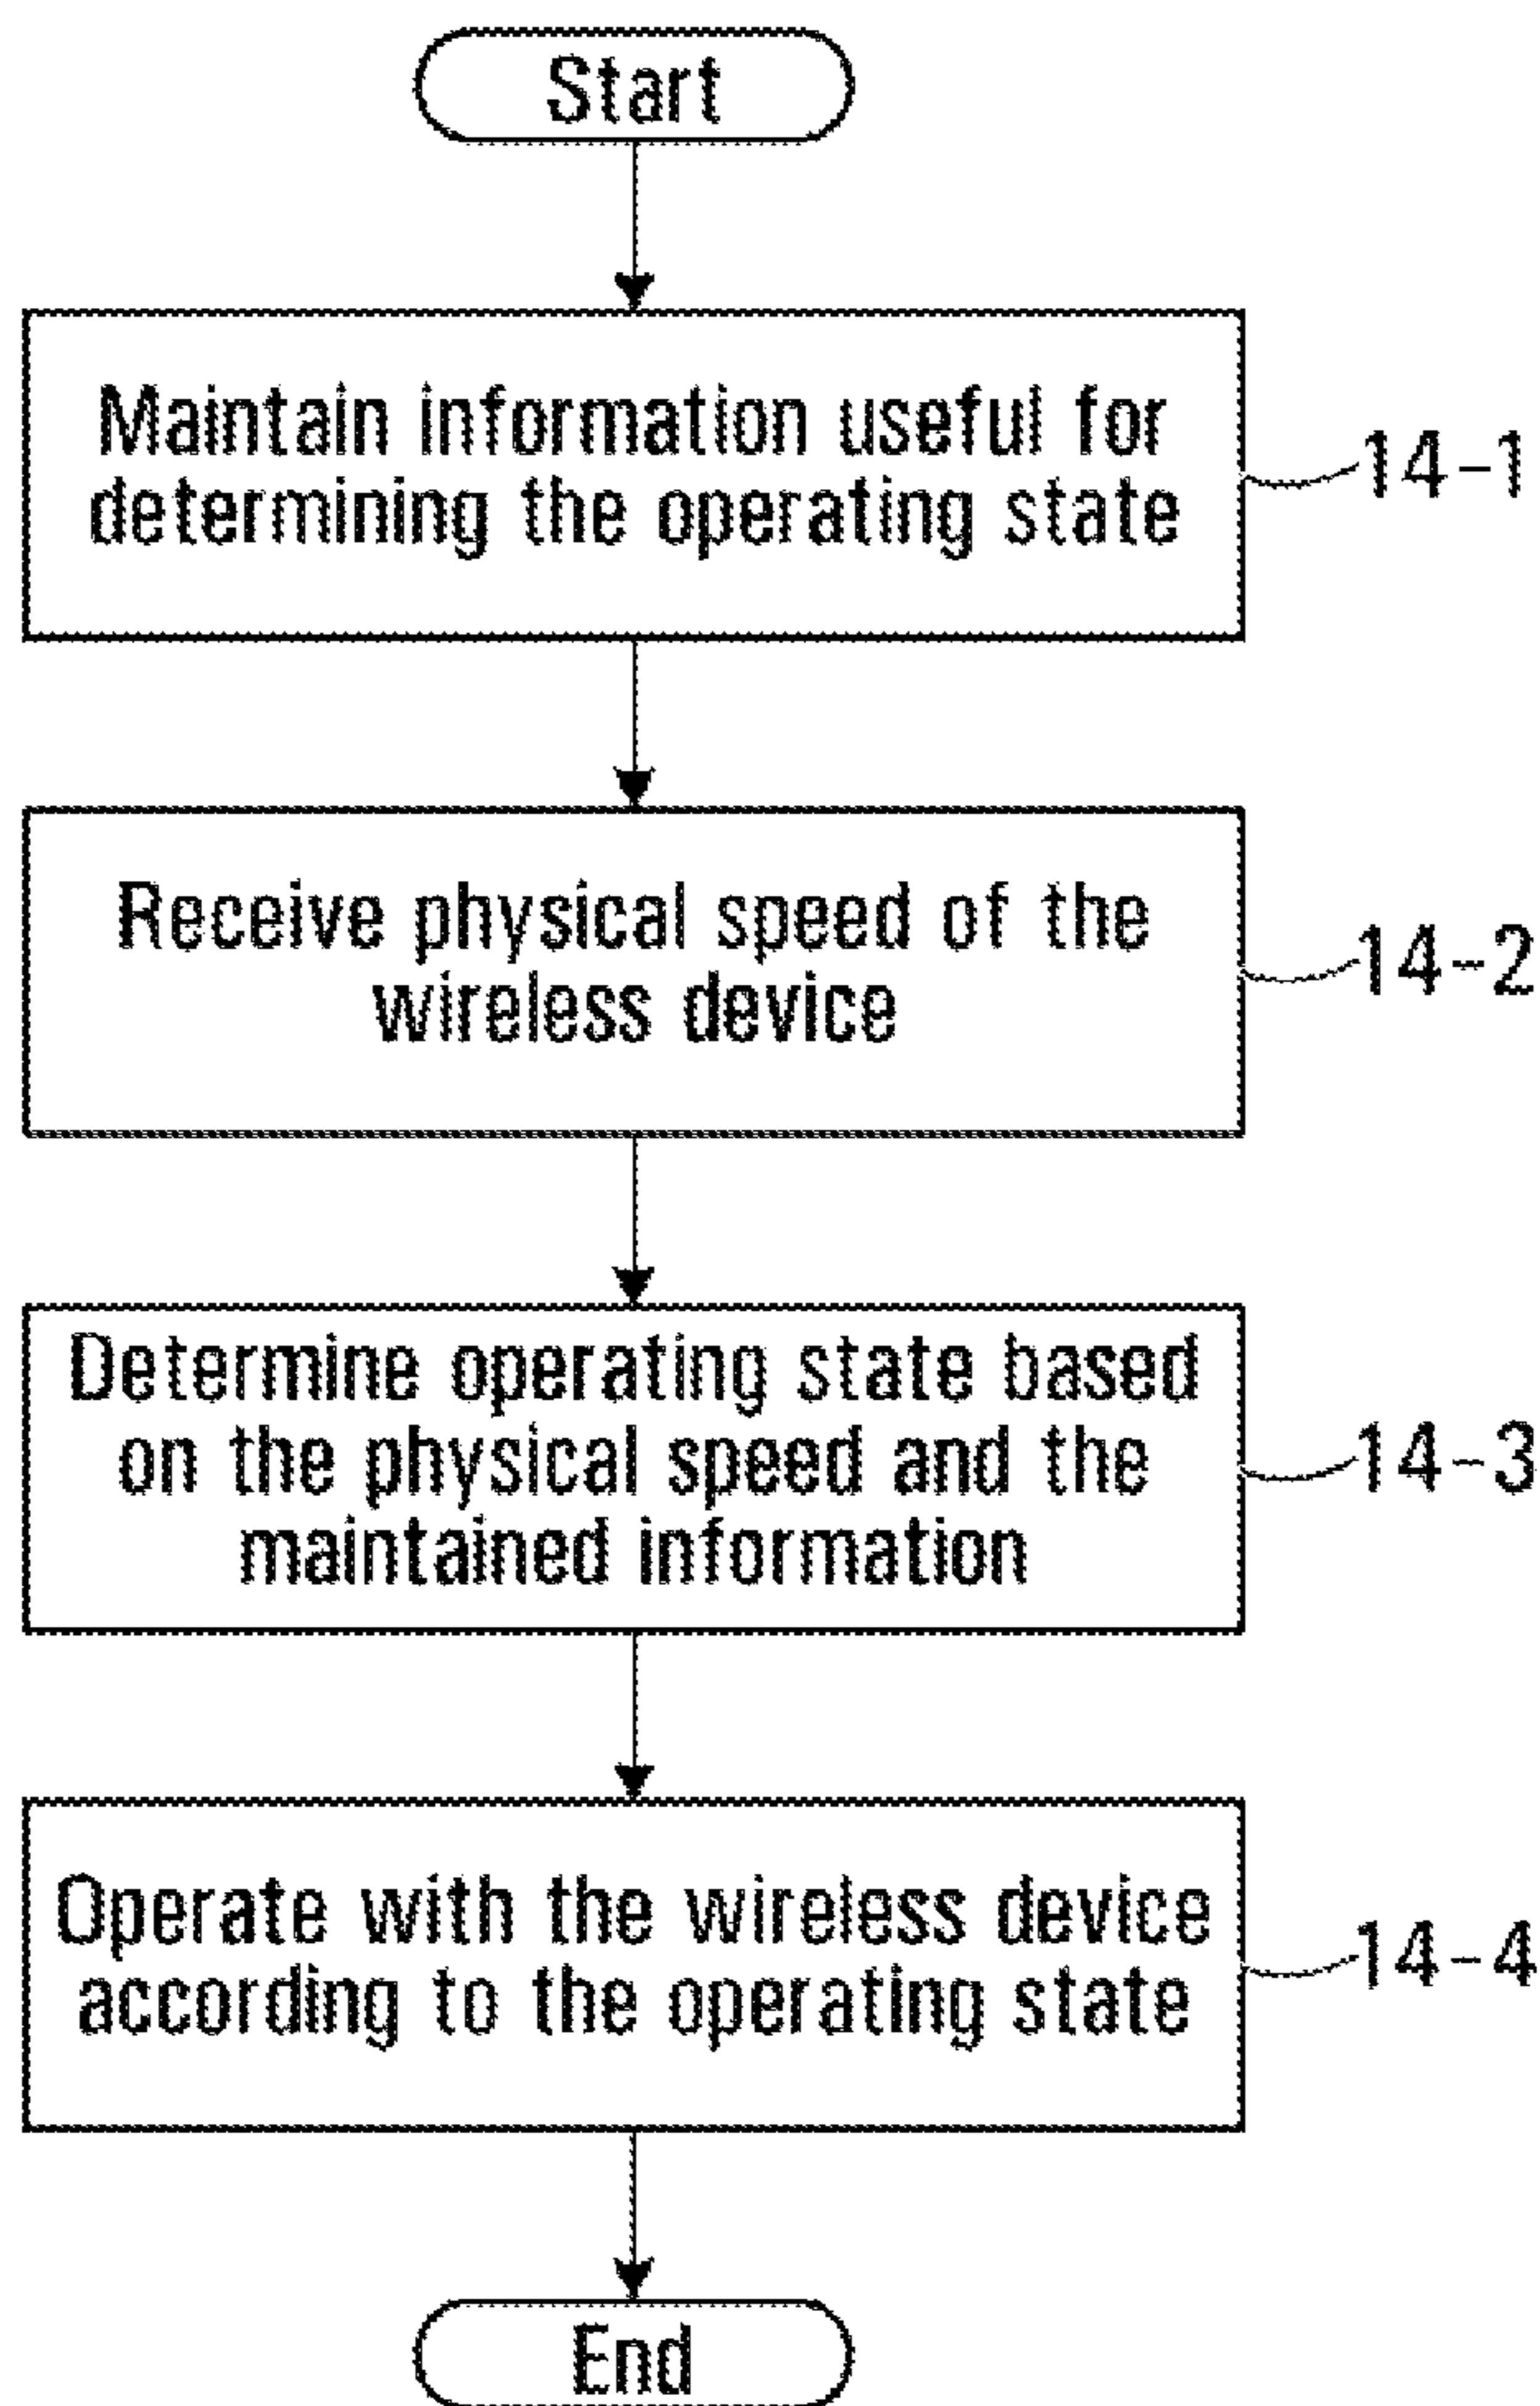 Start
Maintain information useful for
determining the operating state
14-1
Receive physical speed of the
wireless device
14-2
Determine operating state based
on the physical speed and the
maintained information
14-3
Operate with the wireless device
according to the operating state
14-4
End